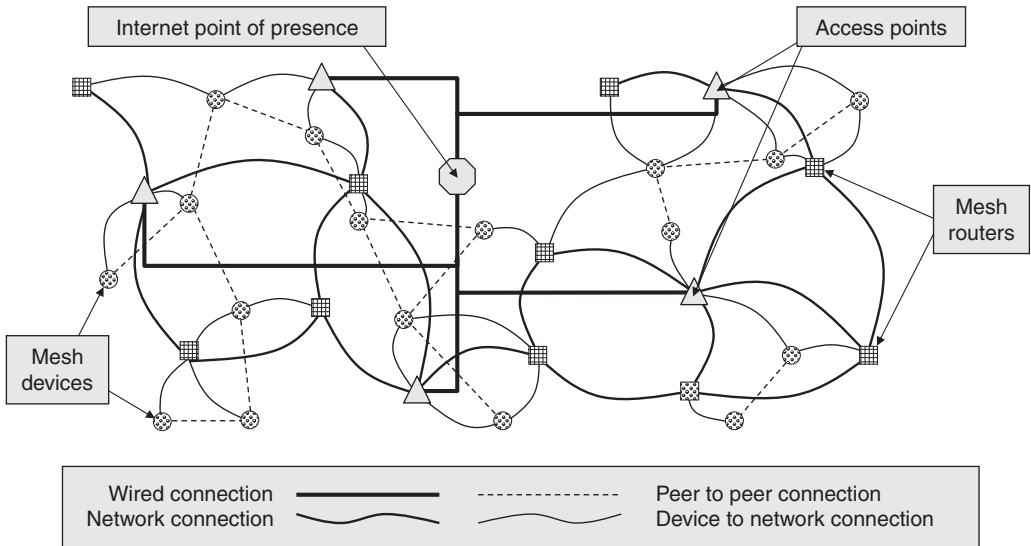 Internet point of presence
Access points
Mesh
routers
Mesh
devices
Wired connection
Peer to peer connection
Network connection
Device to network connection